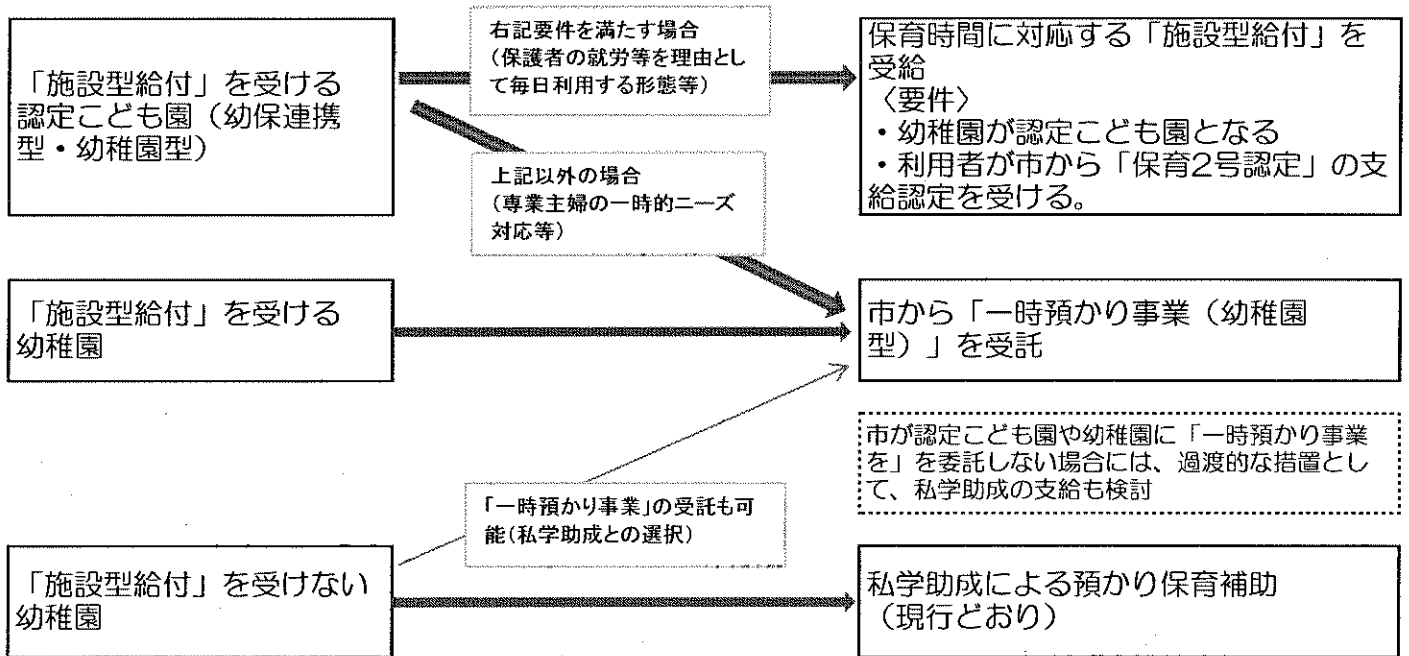 「施設型給付」を受ける
認定こども園（幼保連携
型・幼稚園型）
右記要件を満たす場合
（保護者の就労等を理由とし
て毎日利用する形態等）
保育時間に対応する「施設型給付」を
受給
〈要件〉
・幼稚園が認定こども園となる
・利用者が市から「保育2号認定」の支
給認定を受ける。
上記以外の場合
（専業主婦の一時的ニーズ
対応等）
「施設型給付」を受ける
幼稚園
市から「一時預かり事業（幼稚園
型）」を受託
市が認定こども園や幼稚園に「一時預かり事業
を」を委託しない場合には、過渡的な措置とし
て、私学助成の支給も検討
「一時預かり事業」の受託も可
能（私学助成との選択）
「施設型給付」を受けない
幼稚園
私学助成による預かり保育補助
（現行どおり）